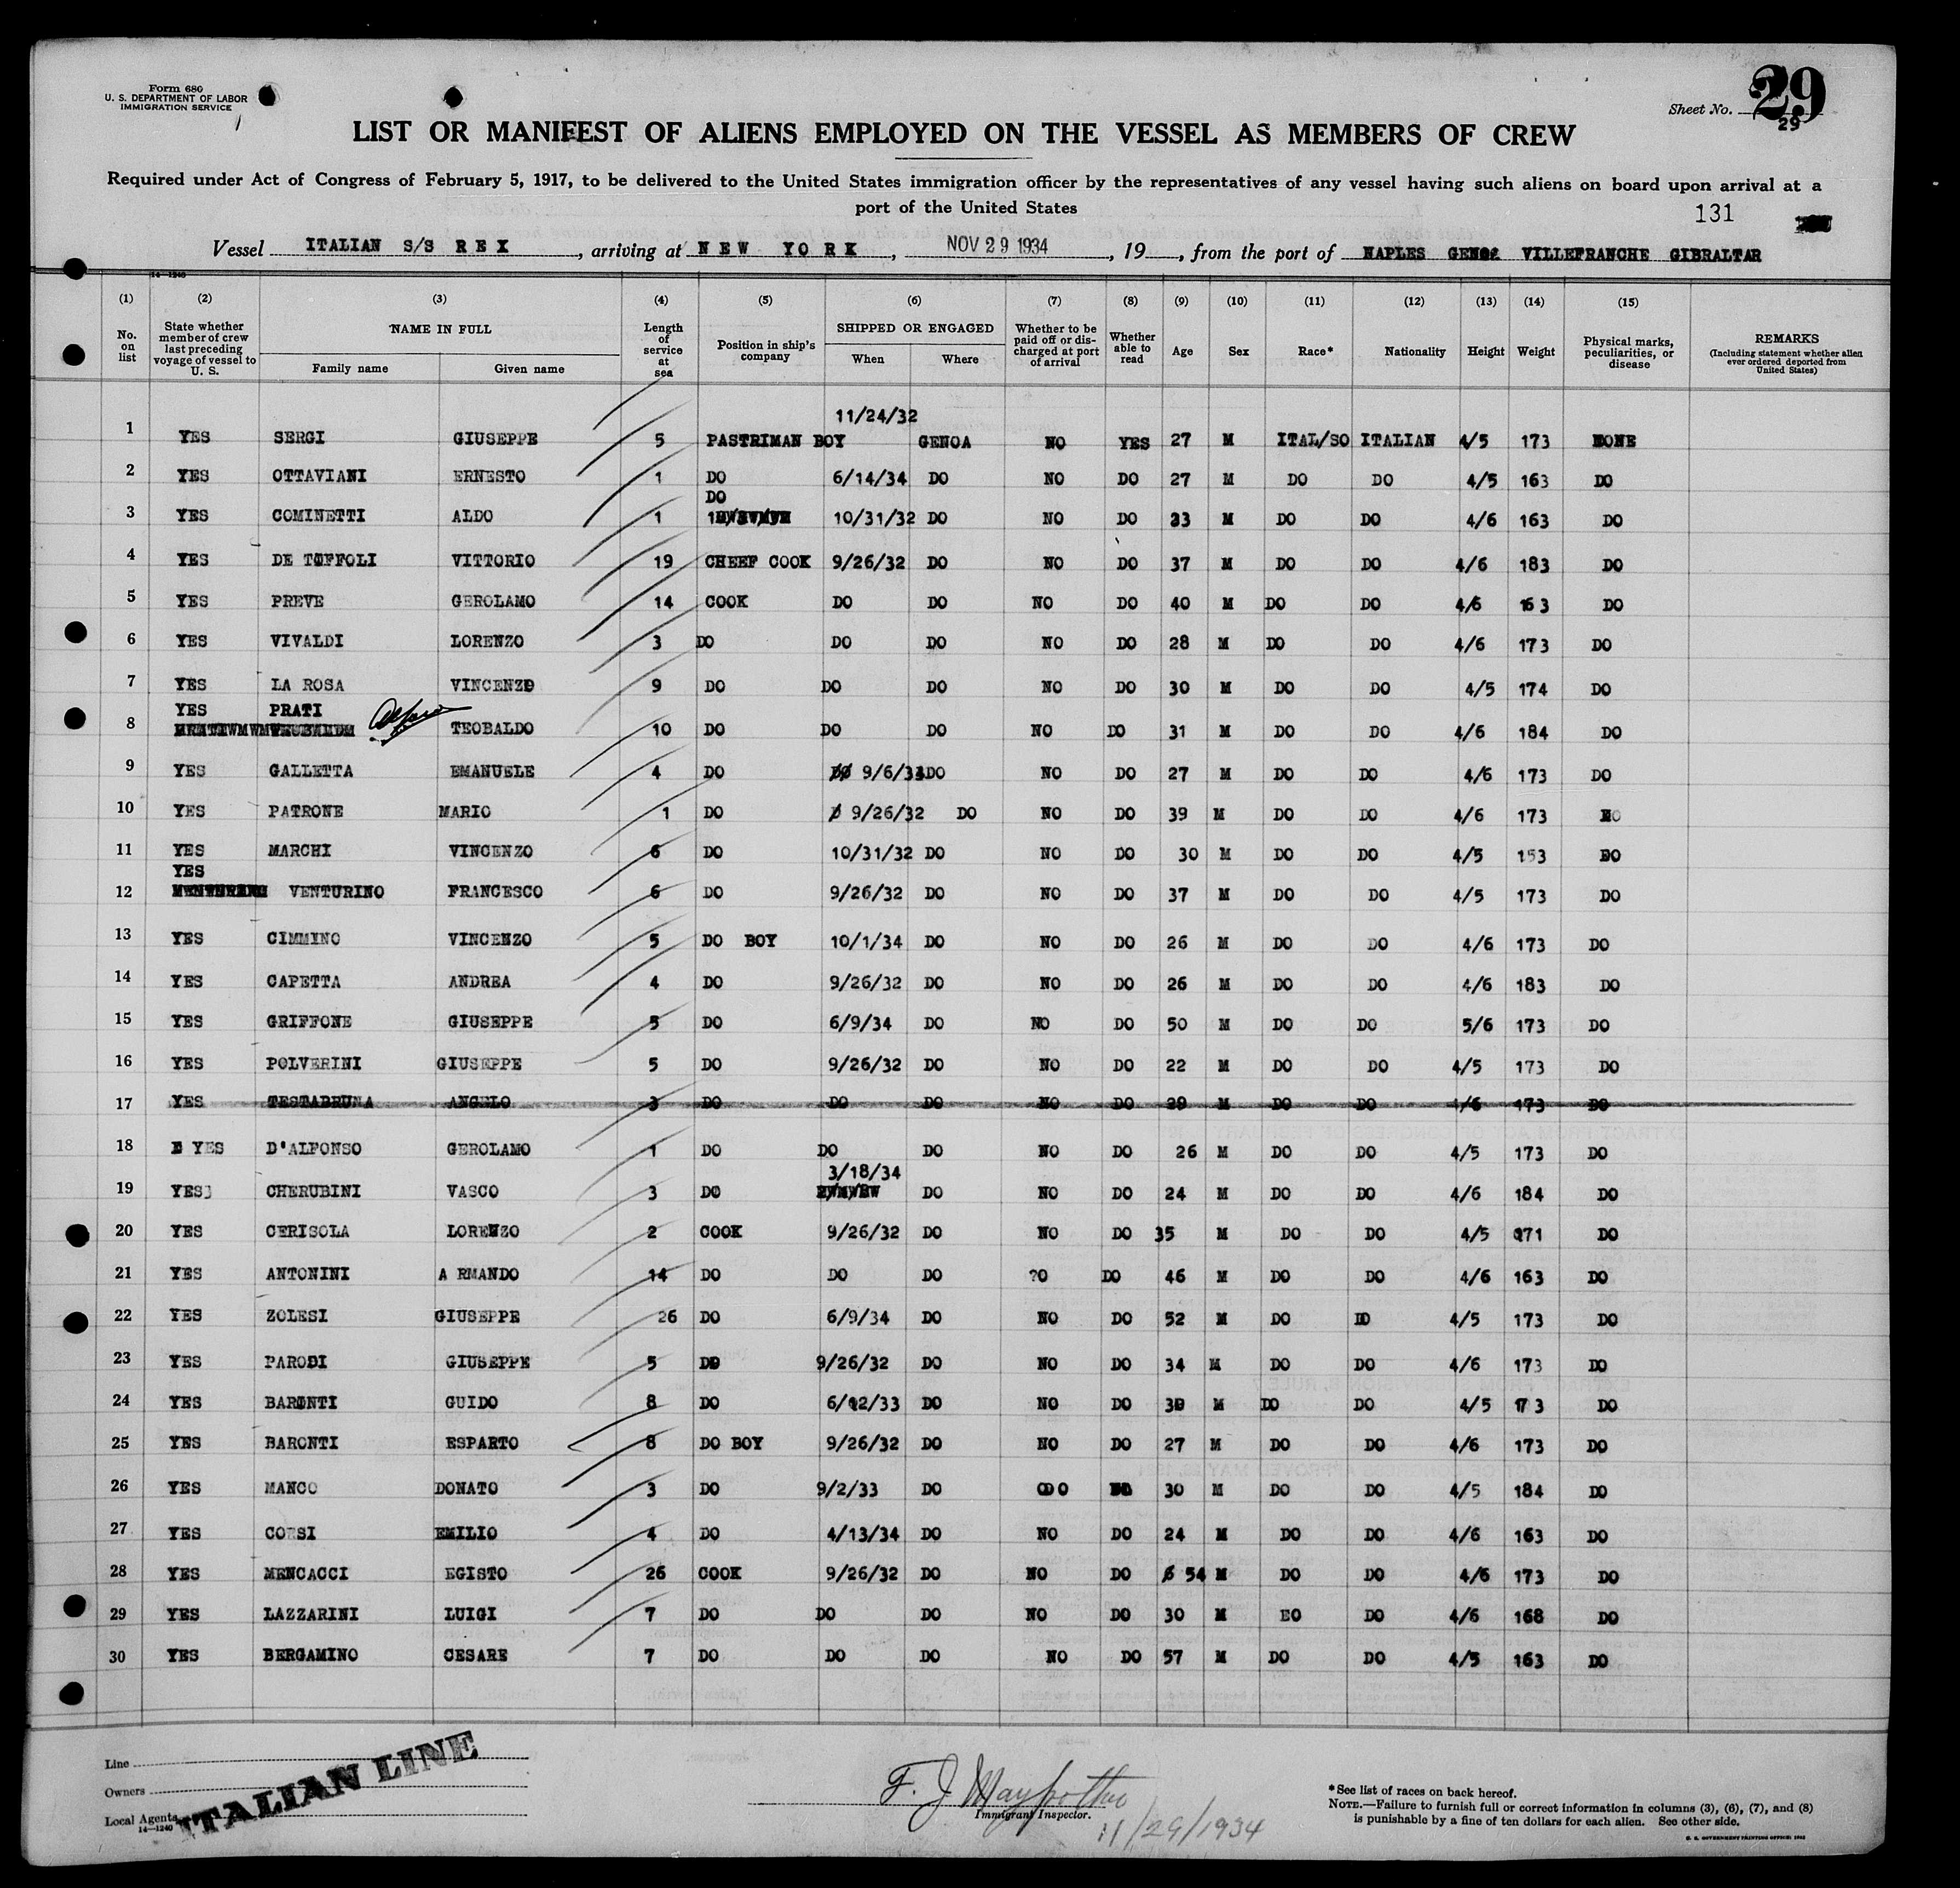 Form 680
U. S. DEPARTMENT OF LABOR
IMMIGRATION SERVICE
Sheet No. 29
29
LIST OR MANIFEST OF ALIENS EMPLOYED ON THE VESSEL AS MEMBERS OF CREW
Required under Act of Congress of February 5, 1917, to be delivered to the United States immigration officer by the representatives of any vessel having such aliens on board upon arrival at a
port of the United States
131
Vessel ITALIAN S/S REX, arriving at NEW YORK, NOV 29 1934, 19, from the port of NAPLES GENOA VILLEFRANCHE GIBRALTAR
14—1240
(1) (2) (3) (4) (5) (6) (7) (8) (9) (10) (11) (12) (13) (14) (15)
No. on list State whether member of crew last preceding voyage of vessel to U. S. NAME IN FULL Family name Given name Length of service at sea Position in ship's company SHIPPED OR ENGAGED When Where Whether to be paid off or discharged at port of arrival Whether able to read Age Sex Race* Nationality Height Weight Physical marks, peculiarities, or disease REMARKS (Including statement whether alien ever ordered deported from United States)
11/24/32
1 YES SERGI GIUSEPPE 5 PASTRIMAN BOY GENOA NO YES 27 M ITAL/SO ITALIAN 4/5 173 NONE
2 YES OTTAVIANI ERNESTO 1 DO 6/14/34 DO NO DO 27 M DO DO 4/5 163 DO
DO
3 YES COMINETTI ALDO 1 10/31/32 DO NO DO 23 M DO DO 4/6 163 DO
4 YES DE TOFFOLI VITTORIO 19 CHEEF COOK 9/26/32 DO NO DO 37 M DO DO 4/6 183 DO
5 YES PREVE GEROLAMO 14 COOK DO DO NO DO 40 M DO DO 4/6 163 DO
6 YES VIVALDI LORENZO 3 DO DO DO NO DO 28 M DO DO 4/6 173 DO
7 YES LA ROSA VINCENZO 9 DO DO DO NO DO 30 M DO DO 4/5 174 DO
YES PRATI
8 TEOBALDO 10 DO DO DO NO DO 31 M DO DO 4/6 184 DO
9 YES GALLETTA EMANUELE 4 DO 9/6/33 DO NO DO 27 M DO DO 4/6 173 DO
10 YES PATRONE MARIO 1 DO 9/26/32 DO NO DO 39 M DO DO 4/6 173
11 YES MARCHI VINCENZO 6 DO 10/31/32 DO NO DO 30 M DO DO 4/5 153 DO
YES
12 VENTURINO FRANCESCO 6 DO 9/26/32 DO NO DO 37 M DO DO 4/5 173 DO
13 YES CIMMINO VINCENZO 5 DO BOY 10/1/34 DO NO DO 26 M DO DO 4/6 173 DO
14 YES CAPETTA ANDREA 4 DO 9/26/32 DO NO DO 26 M DO DO 4/6 183 DO
15 YES GRIFFONE GIUSEPPE 5 DO 6/9/34 DO NO DO 50 M DO DO 5/6 173 DO
16 YES POLVERINI GIUSEPPE 5 DO 9/26/32 DO NO DO 22 M DO DO 4/5 173 DO
17 YES TESTABRUNA ANGELO 3 DO DO DO NO DO 29 M DO DO 4/6 173 DO
18 YES D'ALFONSO GEROLAMO 1 DO DO DO NO DO 26 M DO DO 4/5 173 DO
3/18/34
19 YES CHERUBINI VASCO 3 DO DO NO DO 24 M DO DO 4/6 184 DO
20 YES CERISOLA LORENZO 2 COOK 9/26/32 DO NO DO 35 M DO DO 4/5 171 DO
21 YES ANTONINI A RMANDO 14 DO DO DO ?O DO 46 M DO DO 4/6 163 DO
22 YES ZOLESI GIUSEPPE 26 DO 6/9/34 DO NO DO 52 M DO DO 4/5 173 DO
23 YES PARODI GIUSEPPE 5 DO 9/26/32 DO NO DO 34 M DO DO 4/6 173 DO
24 YES BARONTI GUIDO 8 DO 6/12/33 DO NO DO 30 M DO DO 4/5 173 DO
25 YES BARONTI ESPARTO 8 DO BOY 9/26/32 DO NO DO 27 M DO DO 4/6 173 DO
26 YES MANCO DONATO 3 DO 9/2/33 DO 30 M DO DO 4/5 184 DO
27 YES CORSI EMILIO 4 DO 4/13/34 DO NO DO 24 M DO DO 4/6 163 DO
28 YES MENCACCI EGISTO 26 COOK 9/26/32 DO NO DO 54 M DO DO 4/6 173 DO
29 YES LAZZARINI LUIGI 7 DO DO DO NO DO 30 M EO DO 4/6 168 DO
30 YES BERGAMINO CESARE 7 DO DO DO NO DO 57 M DO DO 4/5 163 DO
Line
Owners
Local Agents
14—1240
ITALIAN LINE
F. J.
Immigrant Inspector.
11/29/1934
*See list of races on back hereof.
NOTE.—Failure to furnish full or correct information in columns (3), (6), (7), and (8)
is punishable by a fine of ten dollars for each alien. See other side.
U. S. GOVERNMENT PRINTING OFFICE: 1932